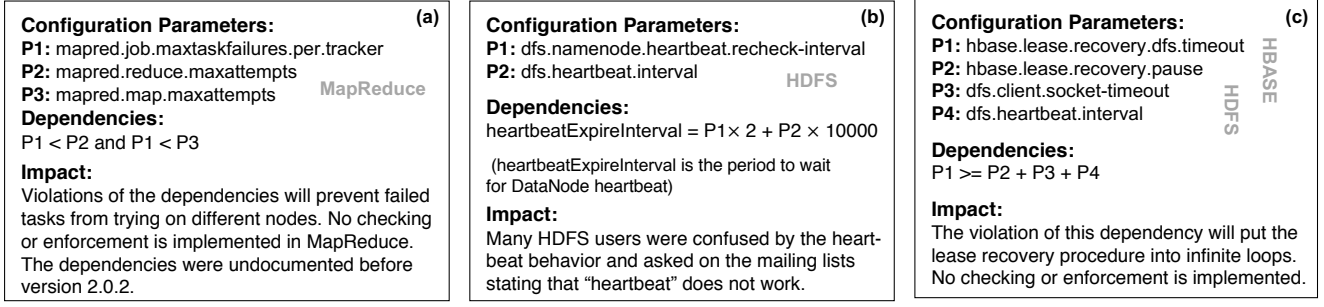 (a)
Configuration Parameters:
P1: mapred.job.maxtaskfailures.per.tracker
P2: mapred.reduce.maxattempts
P3: mapred.map.maxattempts
MapReduce
Dependencies:
P1 < P2 and P1 < P3
Impact:
Violations of the dependencies will prevent failed
tasks from trying on different nodes. No checking
or enforcement is implemented in MapReduce.
The dependencies were undocumented before
version 2.0.2.
(b)
Configuration Parameters:
P1: dfs.namenode.heartbeat.recheck-interval
P2: dfs.heartbeat.interval
HDFS
Dependencies:
heartbeatExpireInterval = P1× 2 + P2 × 10000
(heartbeatExpireInterval is the period to wait
for DataNode heartbeat)
Impact:
Many HDFS users were confused by the heart-
beat behavior and asked on the mailing lists
stating that “heartbeat” does not work.
(c)
Configuration Parameters:
P1: hbase.lease.recovery.dfs.timeout
P2: hbase.lease.recovery.pause
P3: dfs.client.socket-timeout
P4: dfs.heartbeat.interval
HBASE
HDFS
Dependencies:
P1 >= P2 + P3 + P4
Impact:
The violation of this dependency will put the
lease recovery procedure into infinite loops.
No checking or enforcement is implemented.